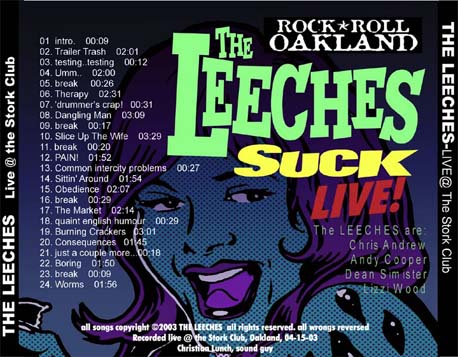 THE LEECHES Live @ the Stork Club
01 intro. 00:09
02. Trailer Trash 02:01
03. testing..testing 00:12
04. Umm.. 02:00
05. break 00:26
06. Therapy 02:31
07. 'drummer's crap! 00:31
08. Dangling Man 03:09
09. break 00:17
10. Slice Up The Wife 03:29
11. break 00:20
12. PAIN! 01:52
13. Common intercity problems 00:27
14. Sittin' Around 01:54
15. Obedience 02:07
16. break 00:29
17. The Market 02:14
18. quaint english humour 00:29
19. Burning Crackers 03:01
20. Consequences 01:45
21. just a couple more... 00:18
22. Boring 01:50
23. break 00:09
24. Worms 01:56
ROCK★ROLL
OAKLAND
THE
LEECHES
SUCK
LIVE!
The LEECHES are:
Chris Andrew
Andy Cooper
Dean Simister
Lizzi Wood
all songs copyright ©2003 THE LEECHES all rights reserved. all wrongs reversed
Recorded live @ the Stork Club, Oakland, 04-15-03
Christian Lunch, sound guy
THE LEECHES-LIVE@ The Stork Club